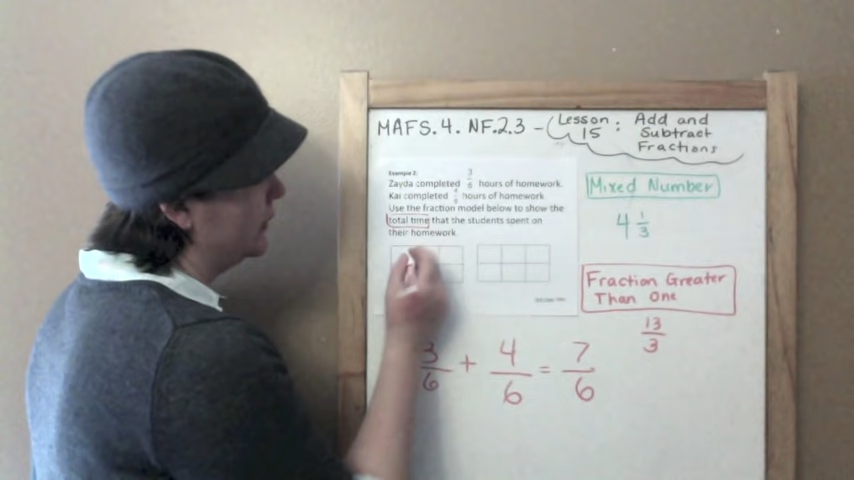 MAFS.4.NF.2.3 - Lesson 15: Add and Subtract Fractions
Example 2:
Zayda completed 3/6 hours of homework.
Kai completed 4/6 hours of homework.
Use the fraction model below to show the
total time that the students spent on
their homework.
Mixed Number
4 1/3
Fraction Greater
Than One
13/3
3/6 + 4/6 = 7/6